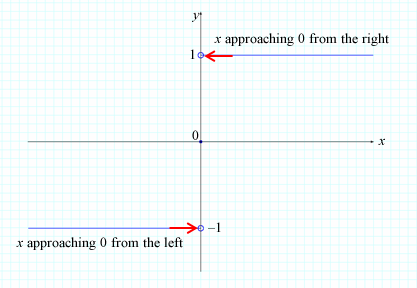 y
x approaching 0 from the right
1
0
x
−1
x approaching 0 from the left